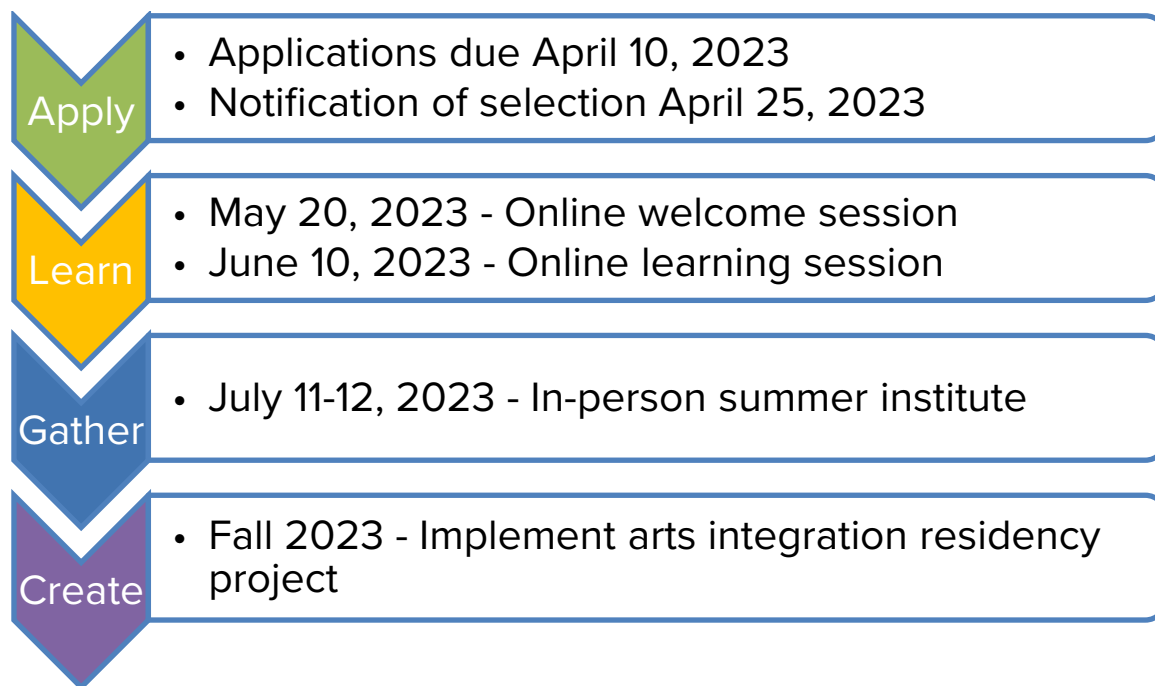 Apply
• Applications due April 10, 2023
• Notification of selection April 25, 2023
Learn
• May 20, 2023 - Online welcome session
• June 10, 2023 - Online learning session
Gather
• July 11-12, 2023 - In-person summer institute
Create
• Fall 2023 - Implement arts integration residency
project